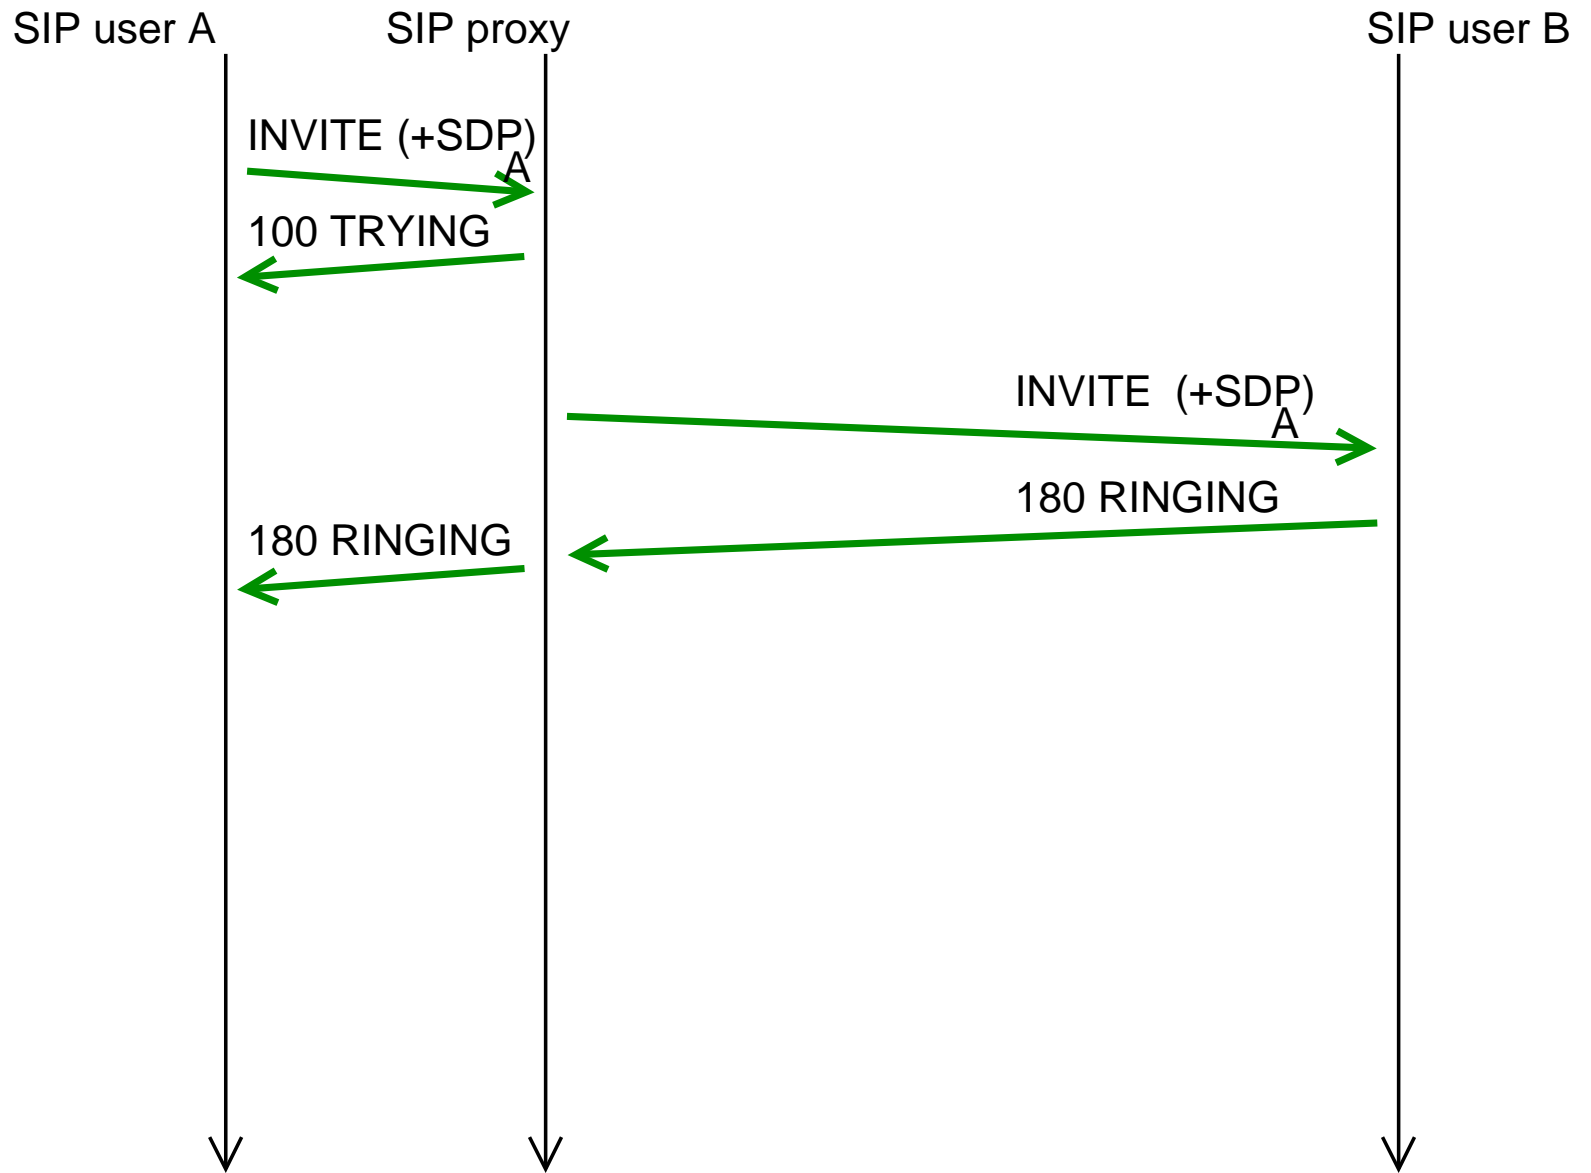 SIP user A SIP proxy SIP user B
INVITE (+SDP)
A
100 TRYING
INVITE (+SDP)
A
180 RINGING
180 RINGING